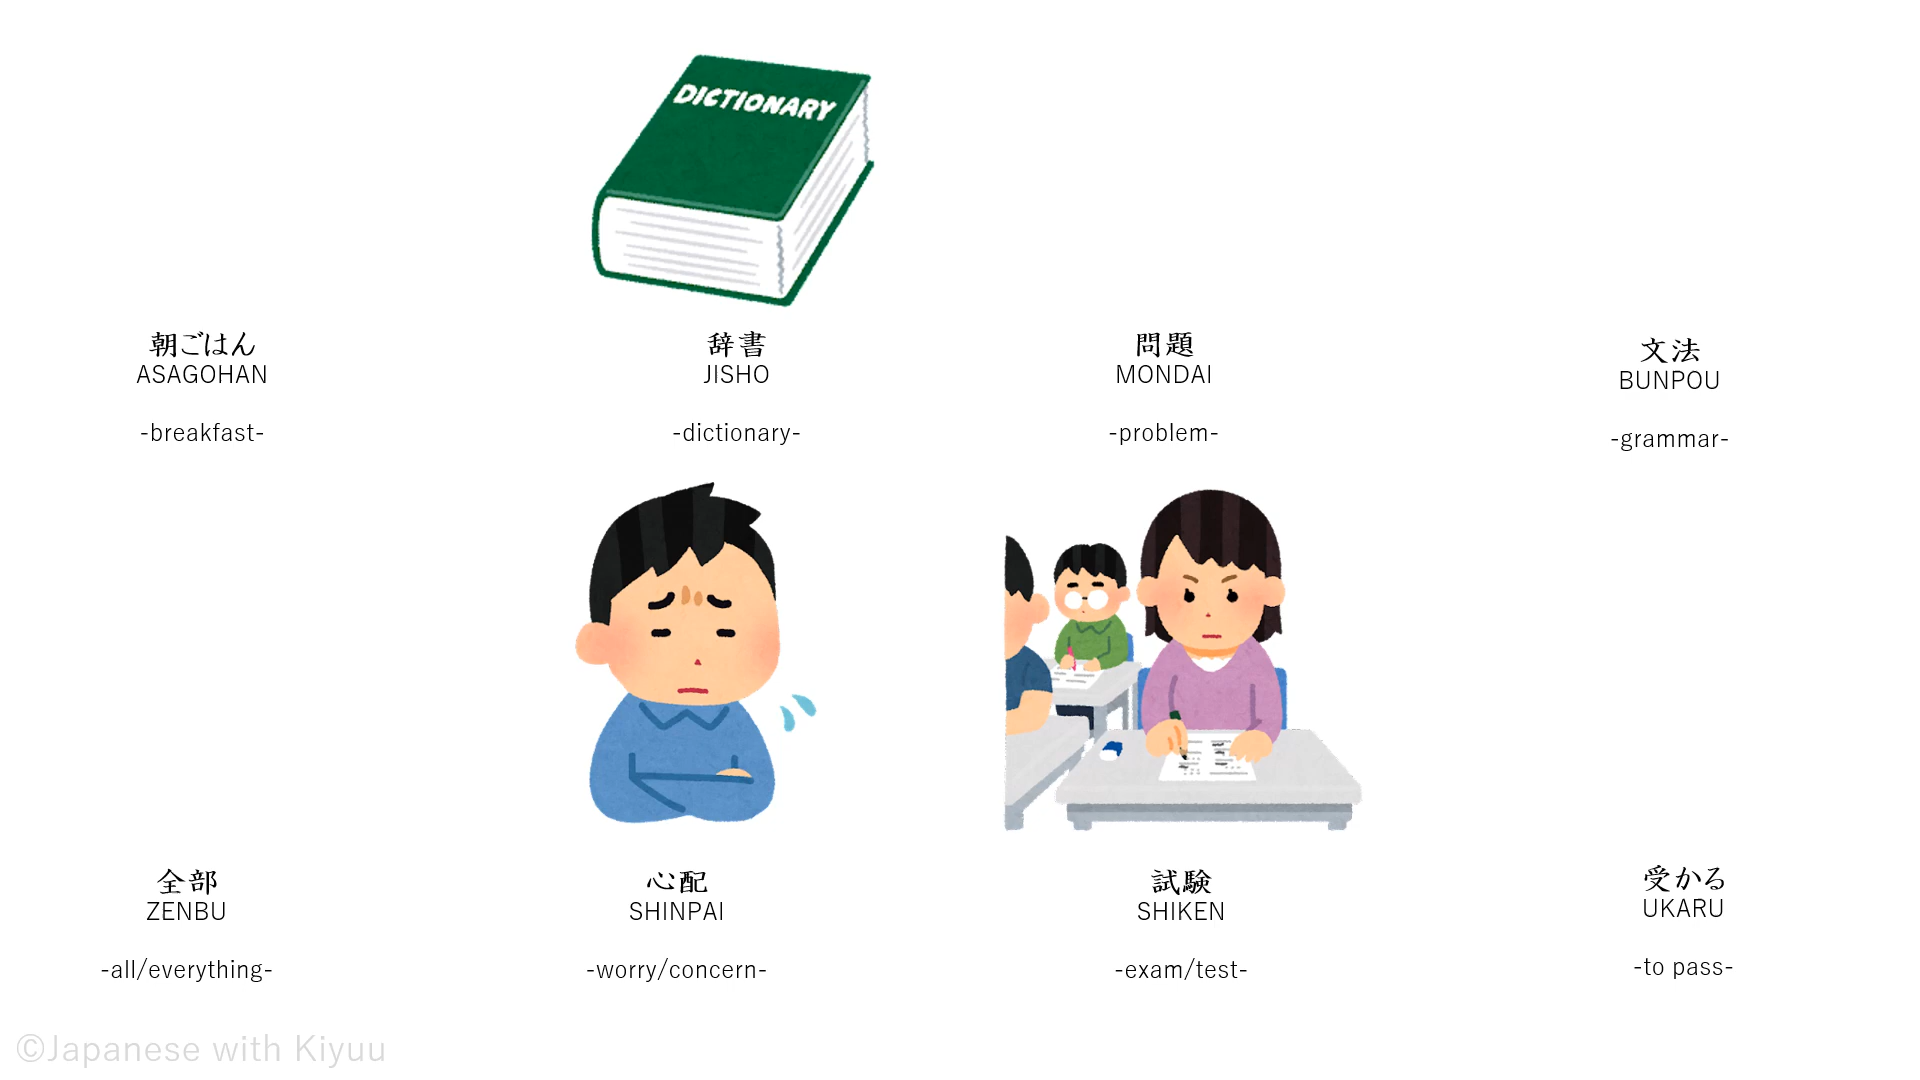 DICTIONARY
朝ごはん
ASAGOHAN
-breakfast-
辞書
JISHO
-dictionary-
問題
MONDAI
-problem-
文法
BUNPOU
-grammar-
全部
ZENBU
-all/everything-
心配
SHINPAI
-worry/concern-
試験
SHIKEN
-exam/test-
受かる
UKARU
-to pass-
©Japanese with Kiyuu